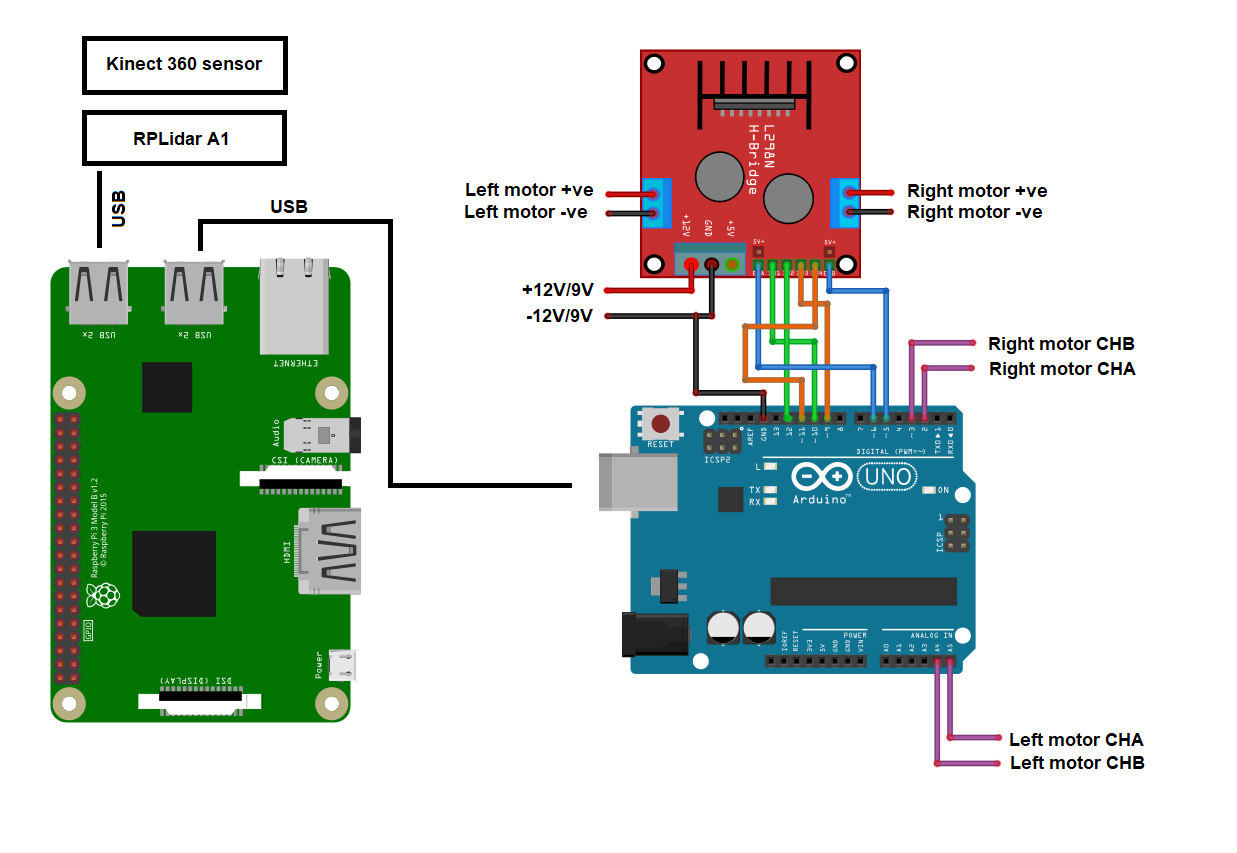 Kinect 360 sensor
RPLidar A1
USB
USB
USB 2x
USB 2x
ETHERNET
Audio
CSI (CAMERA)
Raspberry Pi 3 Model B v1.2
© Raspberry Pi 2015
HDMI
GPIO
Power
DSI (DISPLAY)
L298N
H-Bridge
Left motor +ve
Left motor -ve
Right motor +ve
Right motor -ve
+12V
GND
+5V
5V+
5V+
+12V/9V
-12V/9V
Right motor CHB
Right motor CHA
RESET
ICSP2
AREF
GND
13
12
~11
~10
~9
8
7
~6
~5
4
~3
2
TXD▶1
RXD◀0
DIGITAL (PWM=~)
L
TX
RX
Arduino™
UNO
ON
1
ICSP
POWER
ANALOG IN
IOREF
RESET
3V3
5V
GND
GND
VIN
A0
A1
A2
A3
A4
A5
Left motor CHA
Left motor CHB